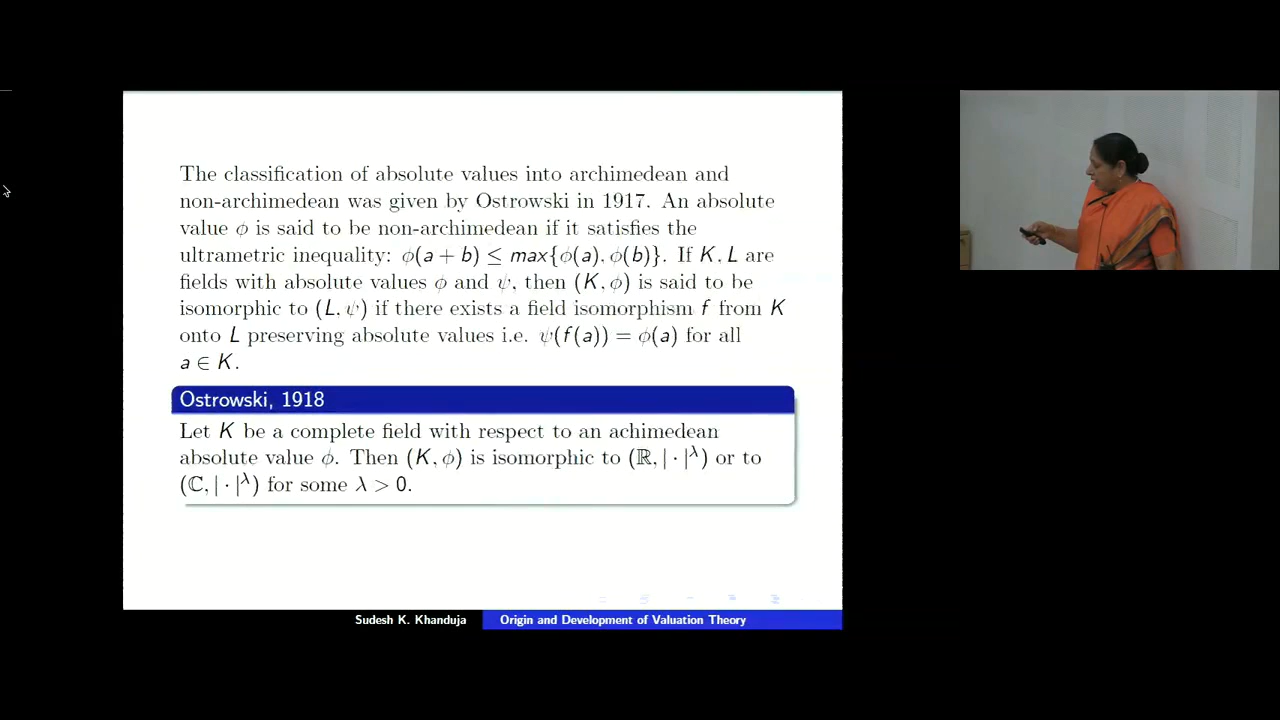 The classification of absolute values into archimedean and
non-archimedean was given by Ostrowski in 1917. An absolute
value ϕ is said to be non-archimedean if it satisfies the
ultrametric inequality: ϕ(a + b) ≤ max{ϕ(a), ϕ(b)}. If K, L are
fields with absolute values ϕ and ψ, then (K, ϕ) is said to be
isomorphic to (L, ψ) if there exists a field isomorphism f from K
onto L preserving absolute values i.e. ψ(f(a)) = ϕ(a) for all
a ∈ K.
Ostrowski, 1918
Let K be a complete field with respect to an achimedean
absolute value ϕ. Then (K, ϕ) is isomorphic to (ℝ, | · |^λ) or to
(ℂ, | · |^λ) for some λ > 0.
Sudesh K. Khanduja Origin and Development of Valuation Theory